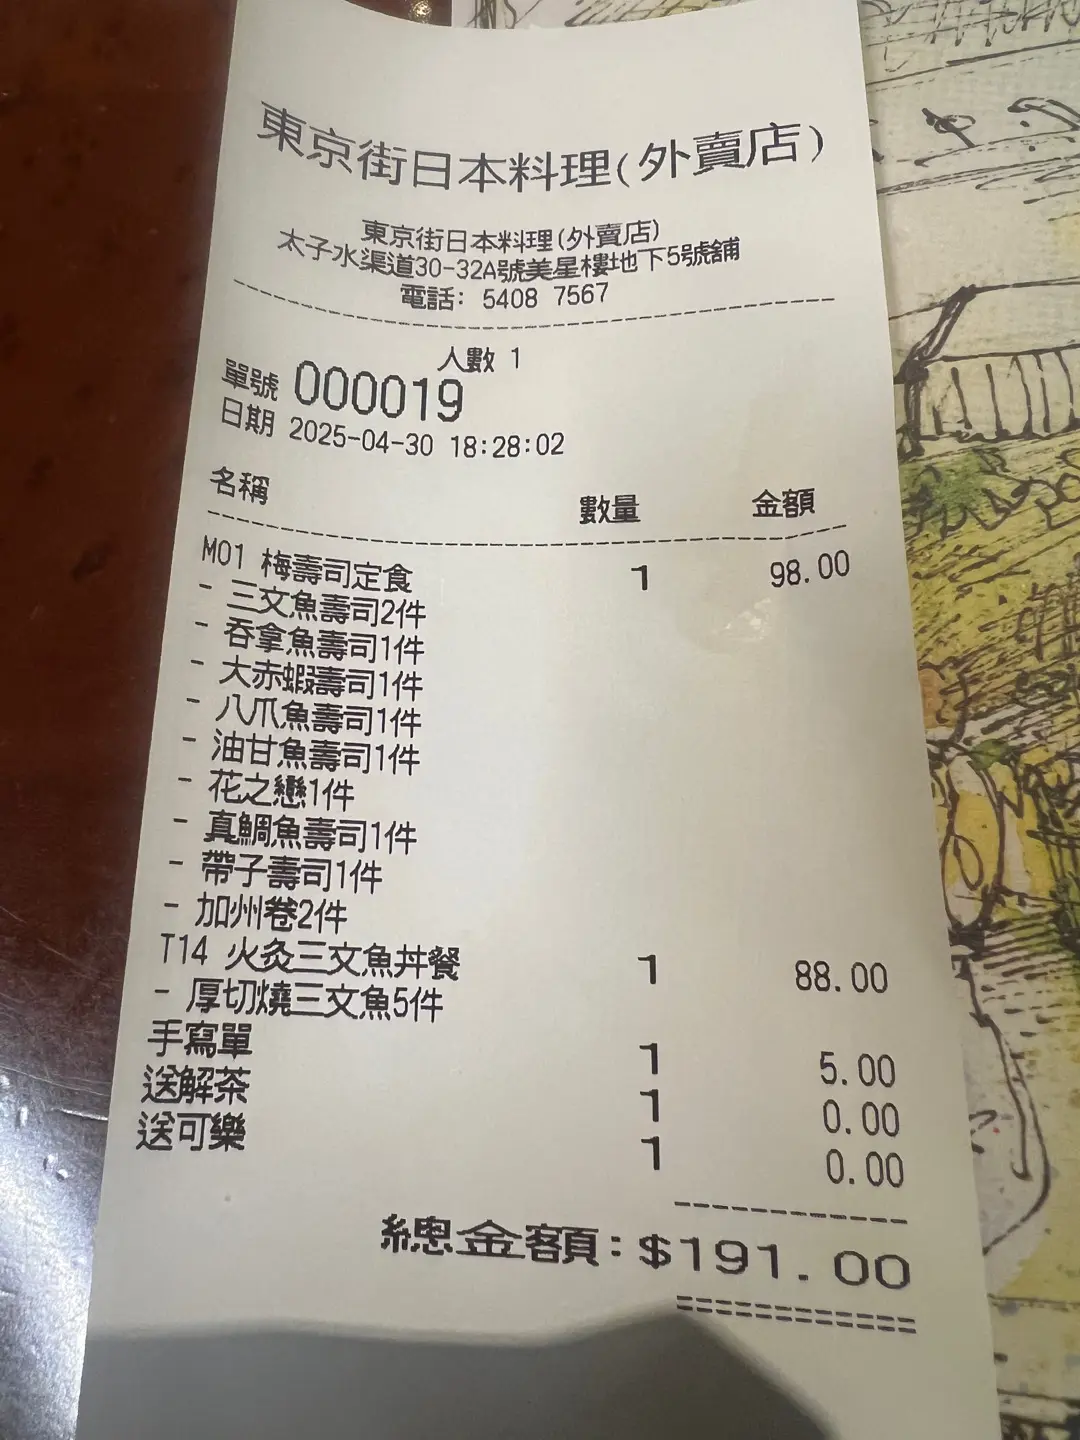 東京街日本料理(外賣店)
東京街日本料理(外賣店)
太子水渠道30-32A號美星樓地下5號舖
電話: 5408 7567
人數 1
單號 000019
日期 2025-04-30 18:28:02
名稱 數量 金額
M01 梅壽司定食 1 98.00
- 三文魚壽司2件
- 吞拿魚壽司1件
- 大赤蝦壽司1件
- 八爪魚壽司1件
- 油甘魚壽司1件
- 花之戀1件
- 真鯛魚壽司1件
- 帶子壽司1件
- 加州卷2件
T14 火灸三文魚丼餐 1 88.00
- 厚切燒三文魚5件
手寫單 1 5.00
送解茶 1 0.00
送可樂 1 0.00
總金額:$191.00